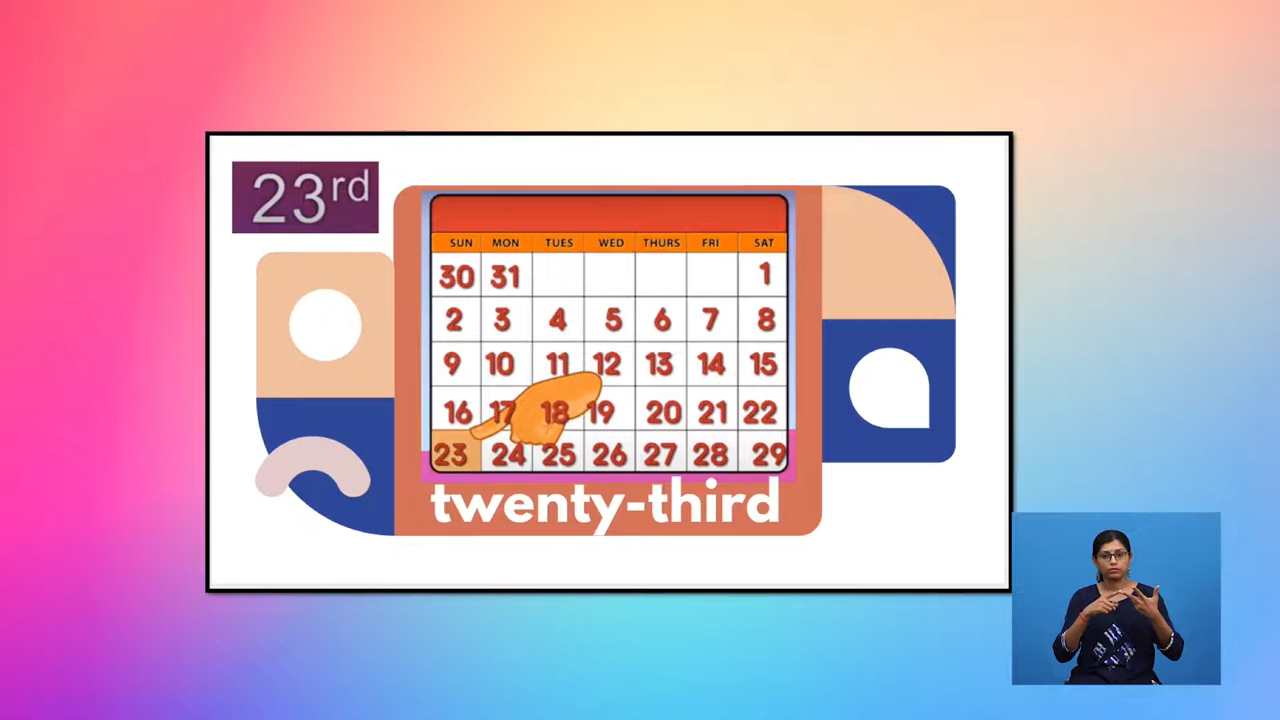 23rd
SUN MON TUES WED THURS FRI SAT
30 31 1
2 3 4 5 6 7 8
9 10 11 12 13 14 15
16 17 18 19 20 21 22
23 24 25 26 27 28 29
twenty-third